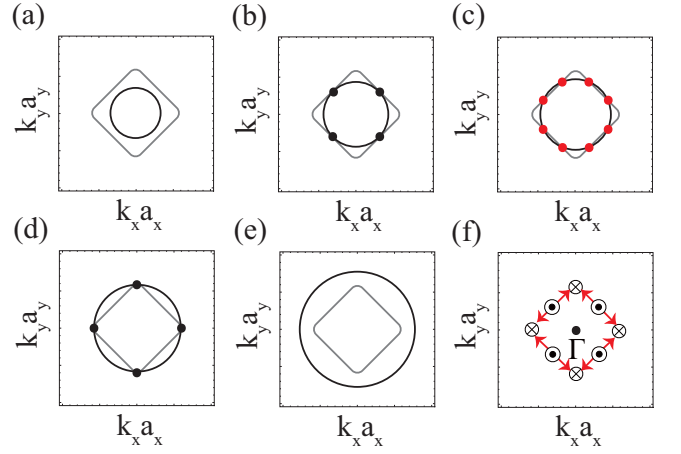 (a)
(b)
(c)
k_y a_y
k_y a_y
k_y a_y
k_x a_x
k_x a_x
k_x a_x
(d)
(e)
(f)
k_y a_y
k_y a_y
k_y a_y
Γ
k_x a_x
k_x a_x
k_x a_x